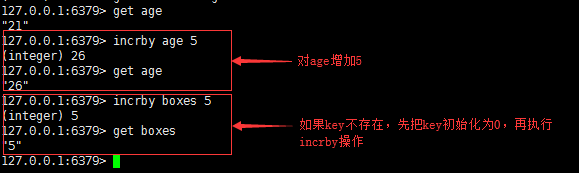 127.0.0.1:6379> get age
"21"
127.0.0.1:6379> incrby age 5
(integer) 26
127.0.0.1:6379> get age
"26"
对age增加5
127.0.0.1:6379> incrby boxes 5
(integer) 5
127.0.0.1:6379> get boxes
"5"
如果key不存在，先把key初始化为0，再执行
incrby操作
127.0.0.1:6379>